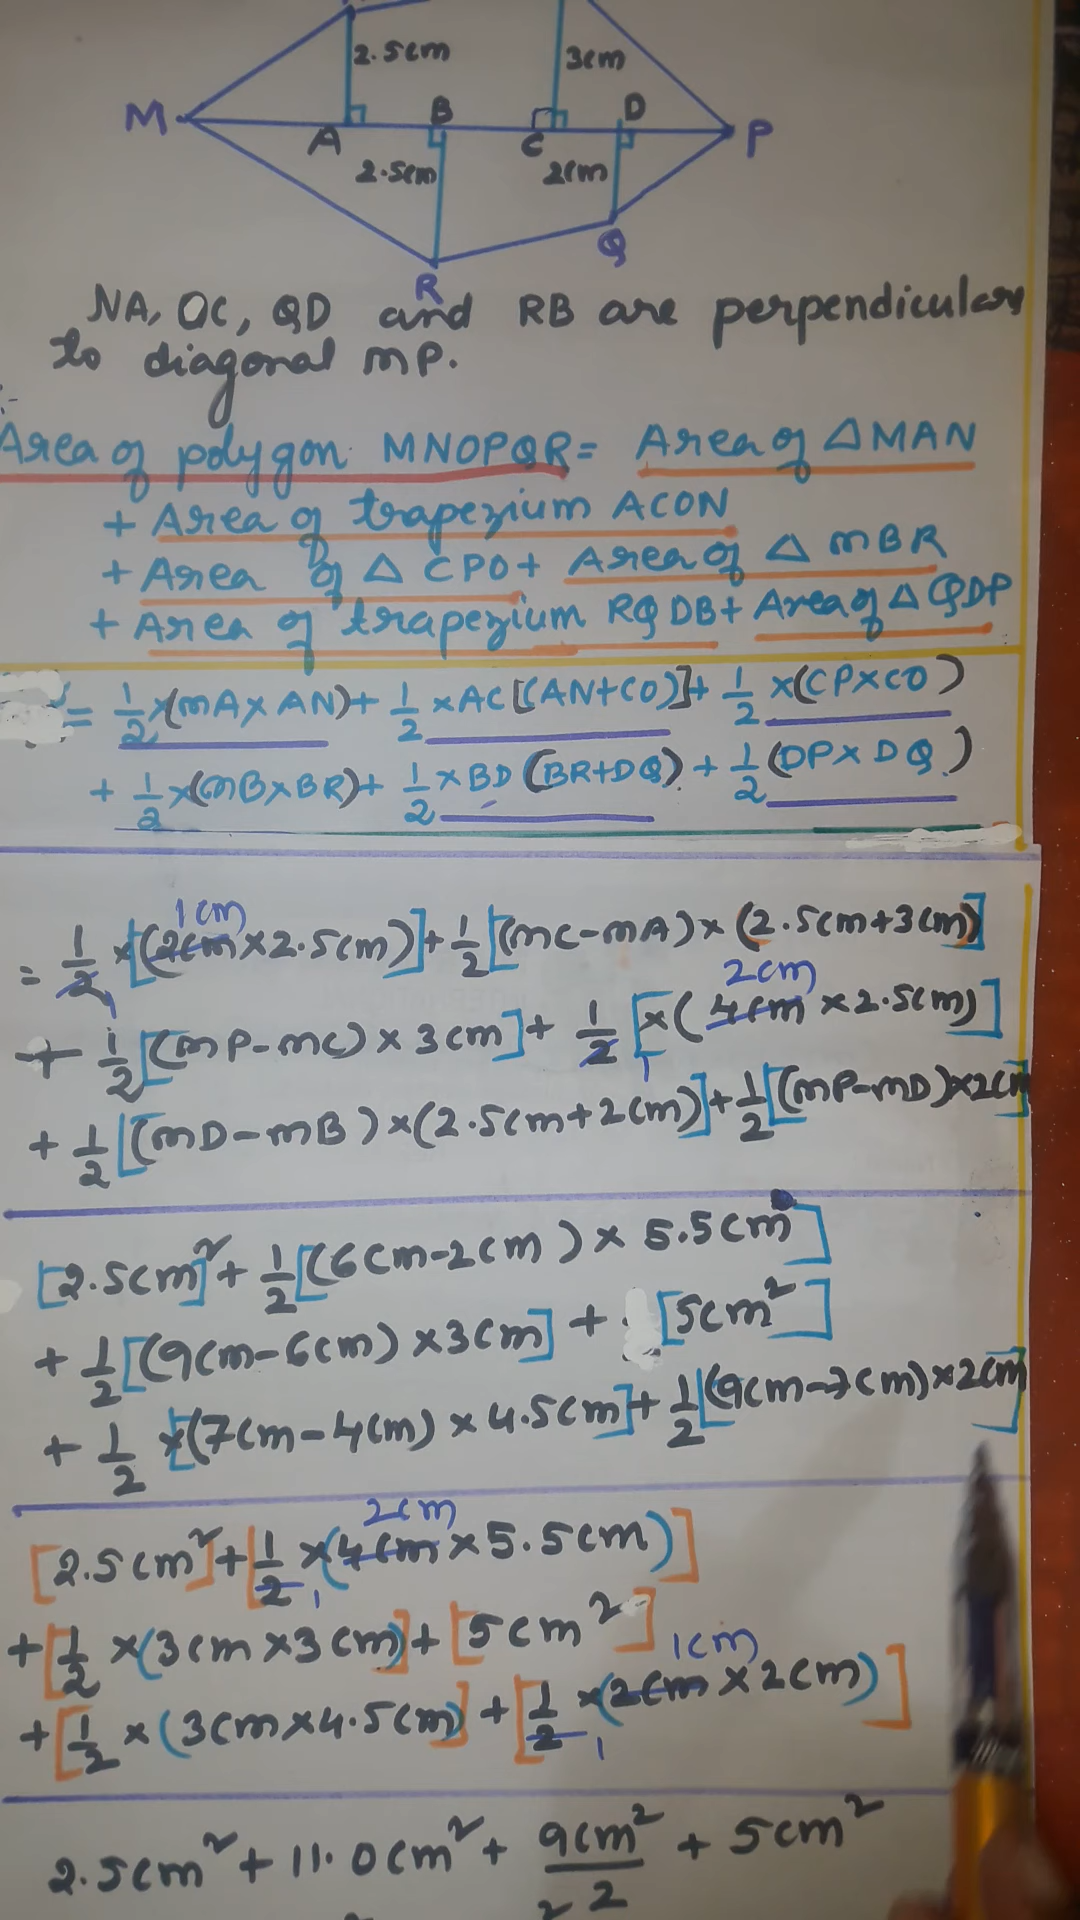 2.5cm 3cm
M A B C D P
2.5cm 2cm
Q
R
NA, OC, QD and RB are perpendiculars
to diagonal MP.
Area of polygon MNOPQR = Area of △MAN
+ Area of trapezium ACON
+ Area of △ CPO + Area of △ MBR
+ Area of trapezium RQDB + Area of △ QDP
= 1/2 ×(MA × AN) + 1/2 × AC [(AN+CO)] + 1/2 ×(CP×CO)
+ 1/2 ×(MB×BR) + 1/2 × BD (BR+DQ) + 1/2 (DP× DQ)
1cm
= 1/2 ×[(2cm × 2.5cm)] + 1/2 [(MC-MA)× (2.5cm+3cm)]
1 2cm
+ 1/2 [(MP-MC) × 3cm] + 1/2 [×(4cm × 2.5cm)]
1
+ 1/2 [(MD-MB)×(2.5cm+2cm)] + 1/2 [(MP-MD)×2cm]
[2.5cm²] + 1/2 [(6cm-2cm) × 5.5cm]
+ 1/2 [(9cm-6cm) ×3cm] + [5cm²]
+ 1/2 ×[(7cm-4cm) × 4.5cm] + 1/2 [(9cm-7cm)×2cm]
2cm
[2.5cm²] + [1/2 ×(4cm ×5.5cm)]
1
+ [1/2 ×(3cm ×3cm)] + [5cm²]
1cm
+ [1/2 × (3cm×4.5cm)] + [1/2 ×(2cm × 2cm)]
1
2.5cm² + 11.0cm² + 9cm²/2 + 5cm²